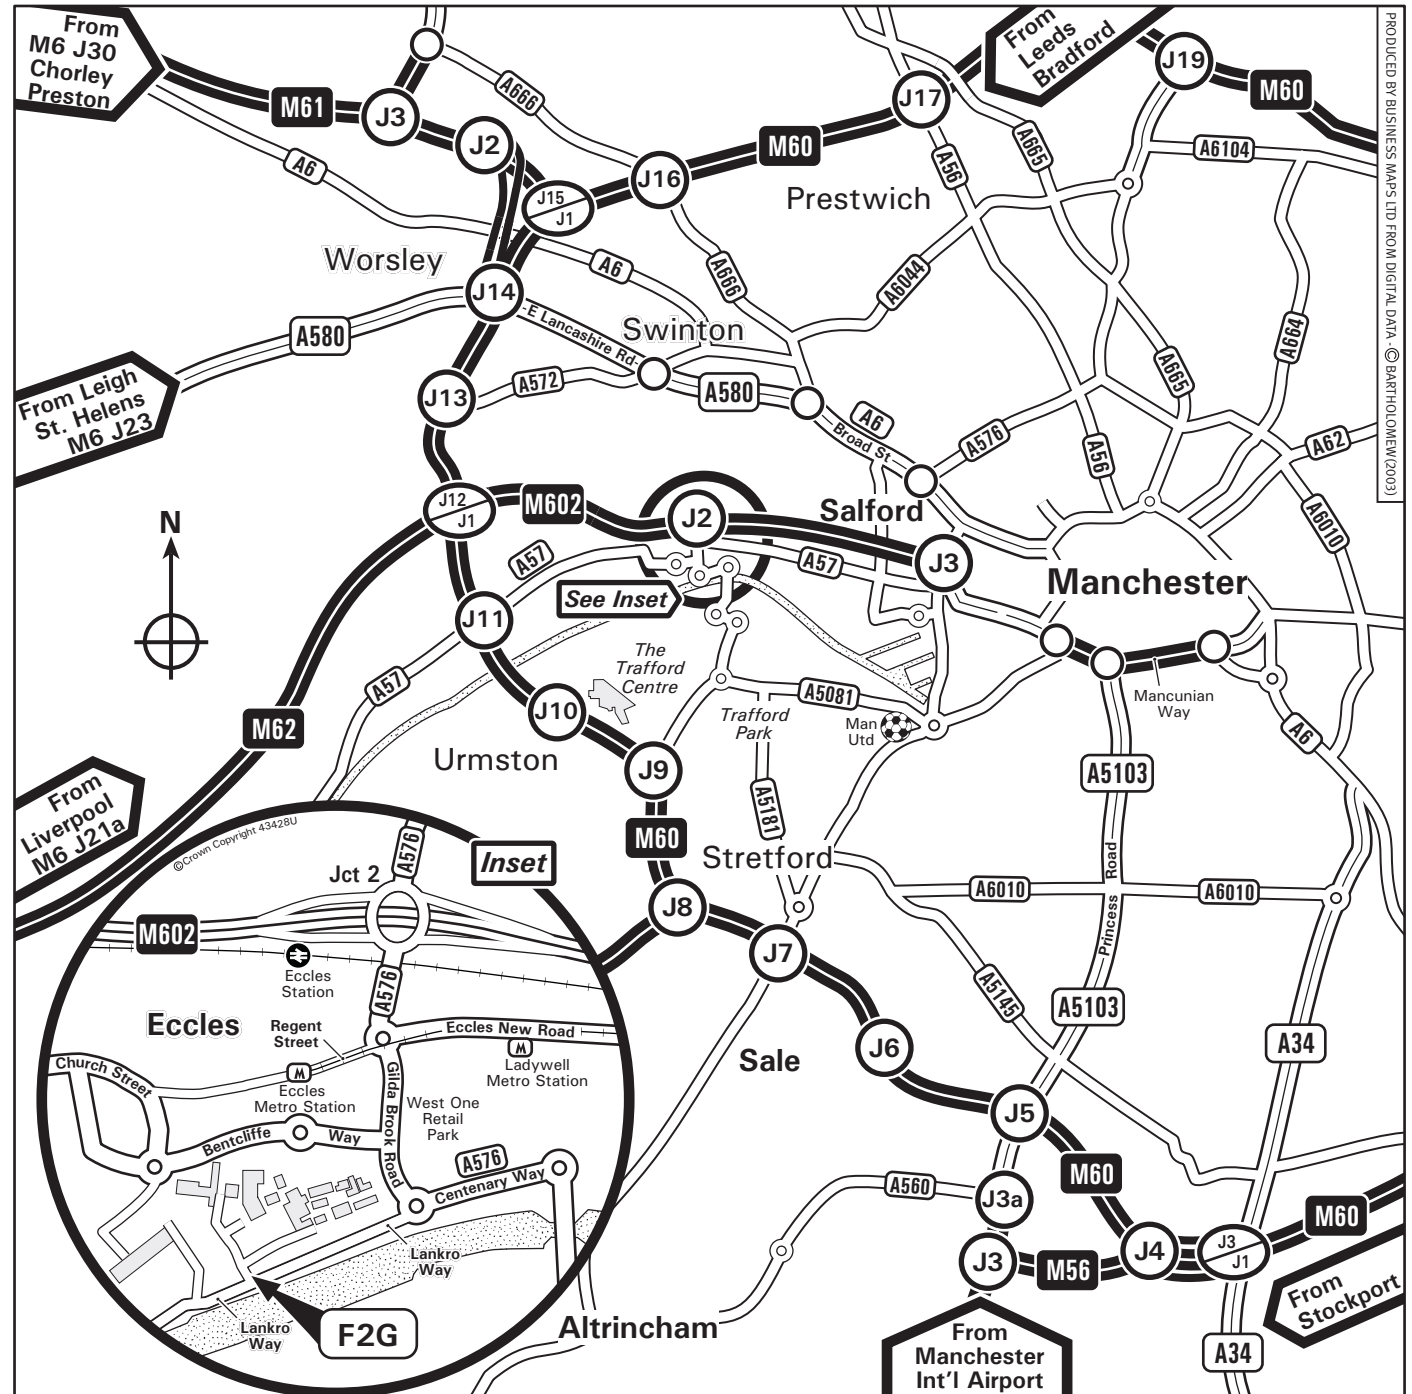 From
M6 J30
Chorley
Preston
M61
J3
J2
A666
A6
J15
J1
J16
M60
J17
From
Leeds
Bradford
J19
M60
A6104
A665
A56
Prestwich
Worsley
A6
A666
A6044
J14
E Lancashire Rd
Swinton
A580
A664
A665
From Leigh
St. Helens
M6 J23
J13
A572
A580
A6
Broad St
A576
A56
A62
A6010
J12
J1
M602
J2
Salford
J3
A57
A57
See Inset
Manchester
N
J11
The
Trafford
Centre
A57
A5081
Mancunian
Way
J10
Trafford
Park
Man
Utd
M62
A6
Urmston
J9
A5103
From
Liverpool
M6 J21a
M60
A5181
Stretford
Princess Road
A6010
A6010
J8
J7
A5145
A5103
J6
A34
Sale
J5
M60
A560
J3a
J3
M56
J4
J3
J1
M60
From
Stockport
A34
Altrincham
From
Manchester
Int'l Airport
©Crown Copyright 43428U
Inset
A576
Jct 2
M602
Eccles
Station
A576
Eccles
Regent
Street
Eccles New Road
Ladywell
Metro Station
Church Street
Eccles
Metro Station
Gilda Brook Road
West One
Retail
Park
Bentcliffe Way
A576
Centenary Way
Lankro
Way
Lankro
Way
F2G
PRODUCED BY BUSINESS MAPS LTD FROM DIGITAL DATA - © BARTHOLOMEW(2003)